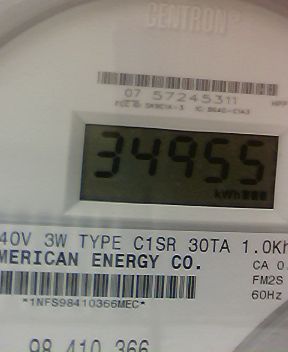 CENTRON
07 57245311
34955
kWh
40V 3W TYPE C1SR 30TA 1.0Kh
MERICAN ENERGY CO.
CA 0.
FM2S
60Hz
*1NFS98410366MEC*
98 410 366